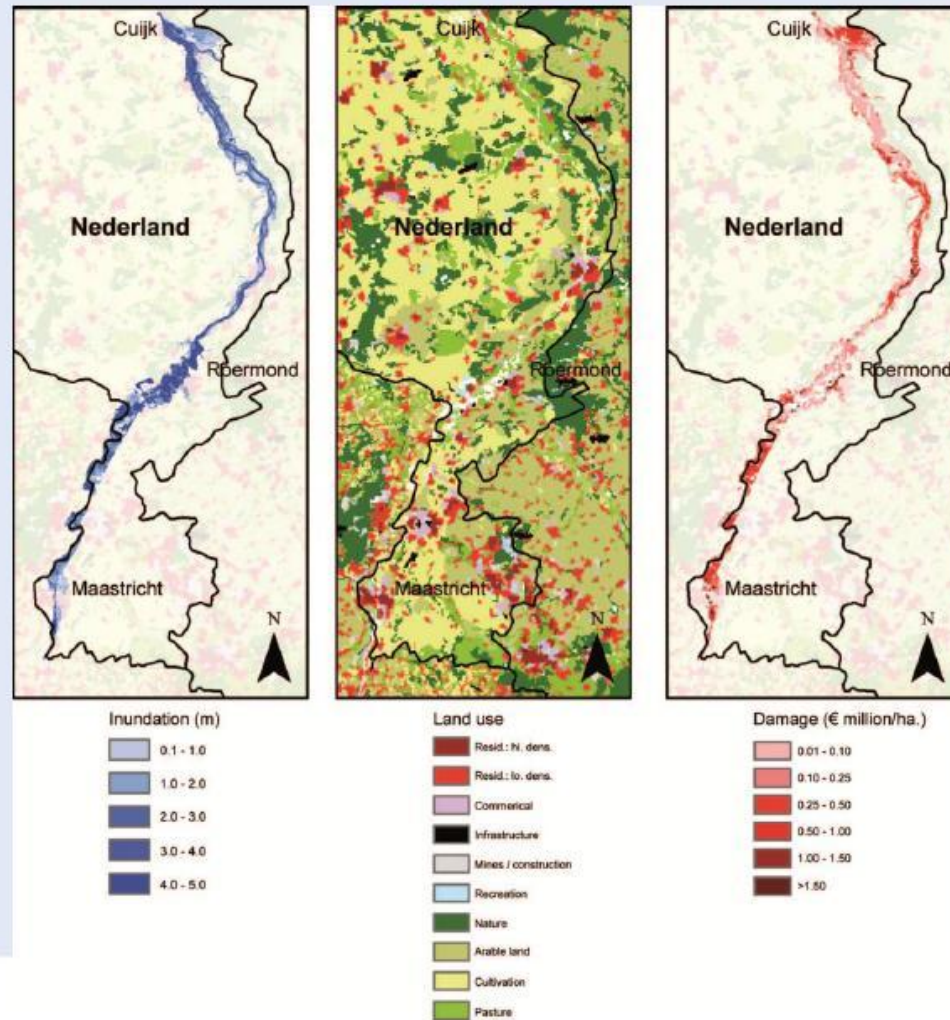 Cuijk
Nederland
Roermond
Maastricht
N
Cuijk
Nederland
Roermond
Maastricht
N
Cuijk
Nederland
Roermond
Maastricht
N
Inundation (m)
0.1 - 1.0
1.0 - 2.0
2.0 - 3.0
3.0 - 4.0
4.0 - 5.0
Land use
Resid.: hi. dens.
Resid.: lo. dens.
Commerical
Infrastructure
Mines / construction
Recreation
Nature
Arable land
Cultivation
Pasture
Damage (€ million/ha.)
0.01 - 0.10
0.10 - 0.25
0.25 - 0.50
0.50 - 1.00
1.00 - 1.50
>1.50